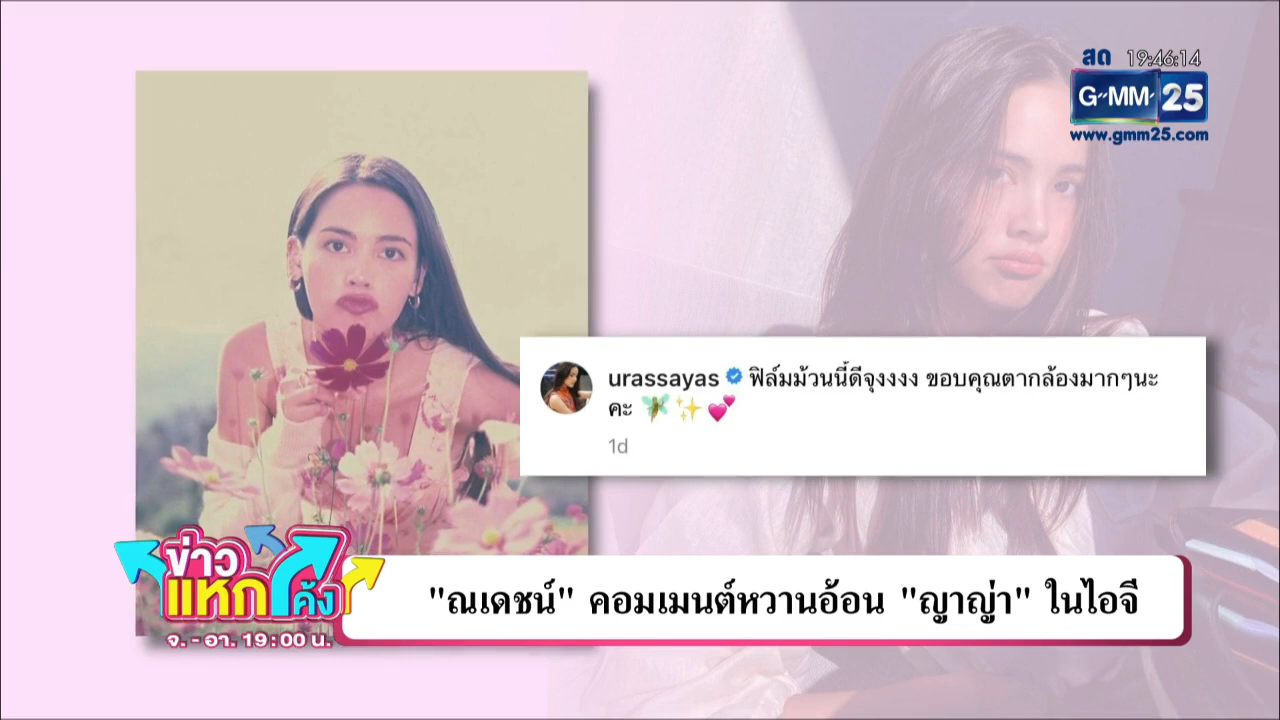 สด 19:46:14
GMM 25
www.gmm25.com
urassayas ฟิล์มม้วนนี้ดีจุงงงง ขอบคุณตากล้องมากๆนะ
คะ 🧚✨💕
1d
ข่าว
แหกโค้ง
จ. - อา. 19:00 น.
"ณเดชน์" คอมเมนต์หวานอ้อน "ญาญ่า" ในไอจี